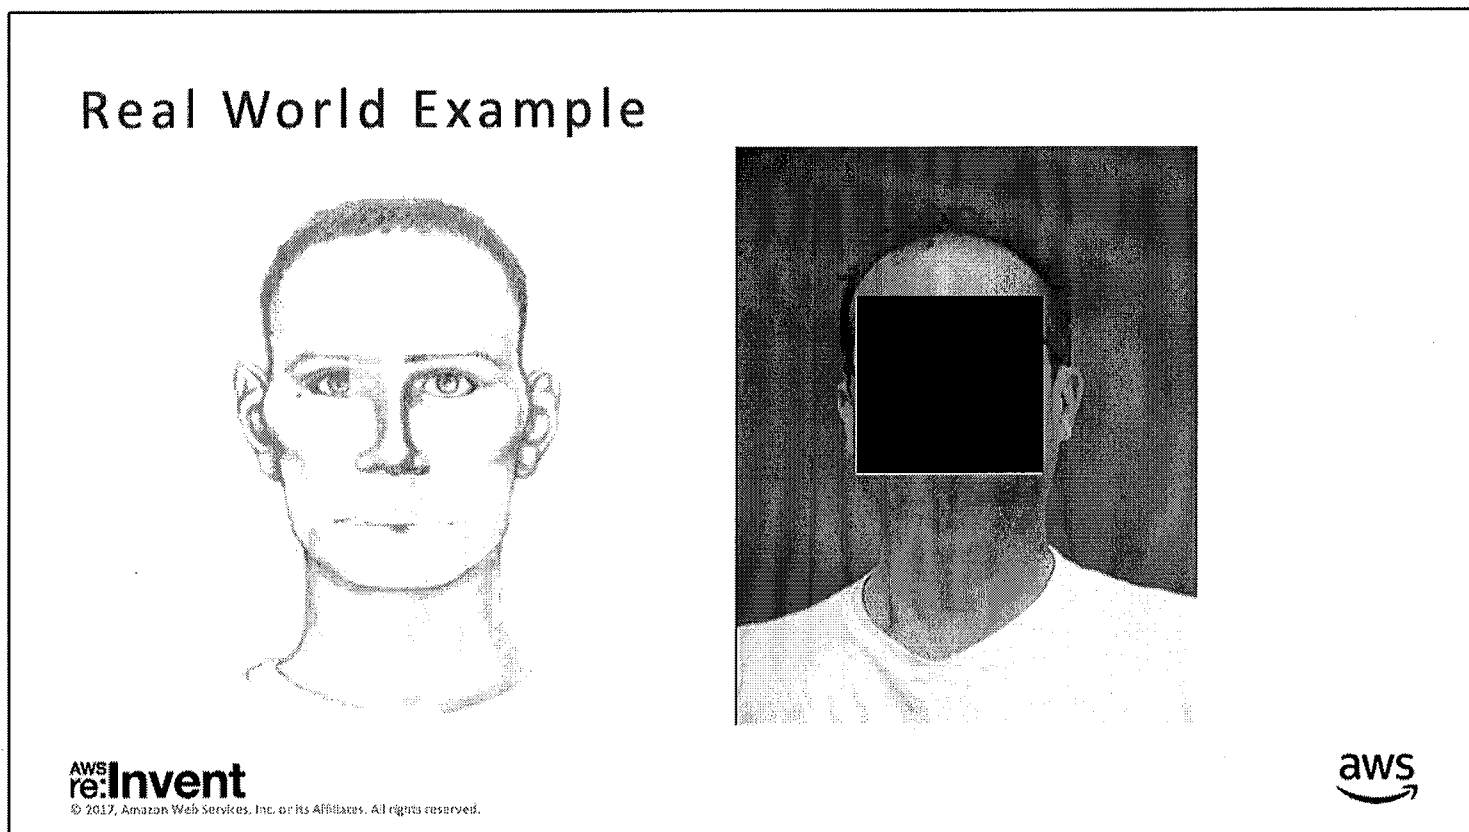 Real World Example
AWS
re:Invent
© 2017, Amazon Web Services, Inc. or its Affiliates. All rights reserved.
aws